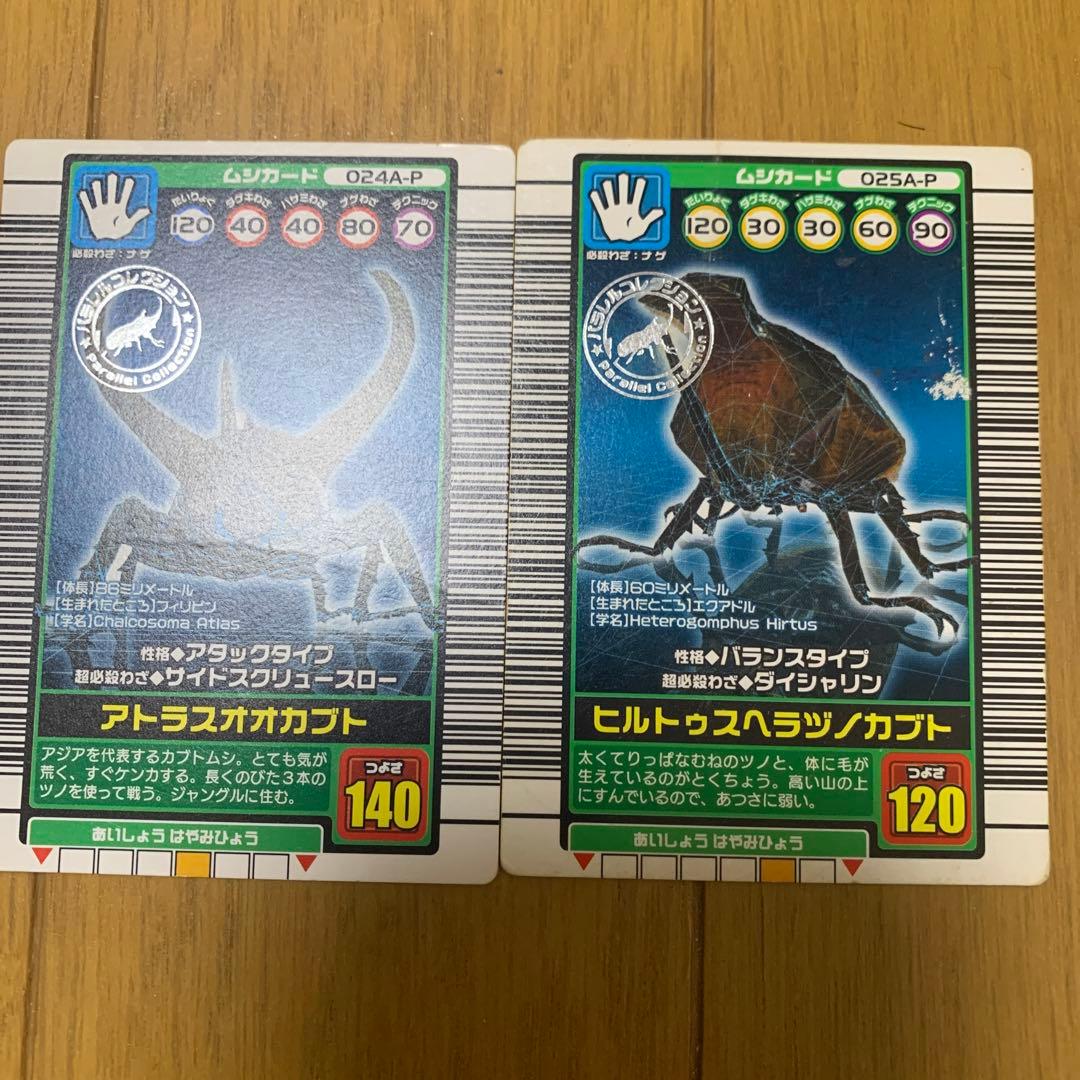 ムシカード 024A-P
たいりょく ダゲキわざ ハサミわざ ナゲわざ テクニック
120 40 40 80 70
必殺わざ：ナゲ
パラレルコレクション
Parallel Collection
【体長】86ミリメートル
【生まれたところ】フィリピン
【学名】Chalcosoma Atlas
性格◆アタックタイプ
超必殺わざ◆サイドスクリュースロー
アトラスオオカブト
アジアを代表するカブトムシ。とても気が
荒く、すぐケンカする。長くのびた3本の
ツノを使って戦う。ジャングルに住む。
つよさ
140
あいしょう はやみひょう
ムシカード 025A-P
たいりょく ダゲキわざ ハサミわざ ナゲわざ テクニック
120 30 30 60 90
必殺わざ：ナゲ
パラレルコレクション
Parallel Collection
【体長】60ミリメートル
【生まれたところ】エクアドル
【学名】Heterogomphus Hirtus
性格◆バランスタイプ
超必殺わざ◆ダイシャリン
ヒルトゥスヘラヅノカブト
太くてりっぱなむねのツノと、体に毛が
生えているのがとくちょう。高い山の上
にすんでいるので、あつさに弱い。
つよさ
120
あいしょう はやみひょう